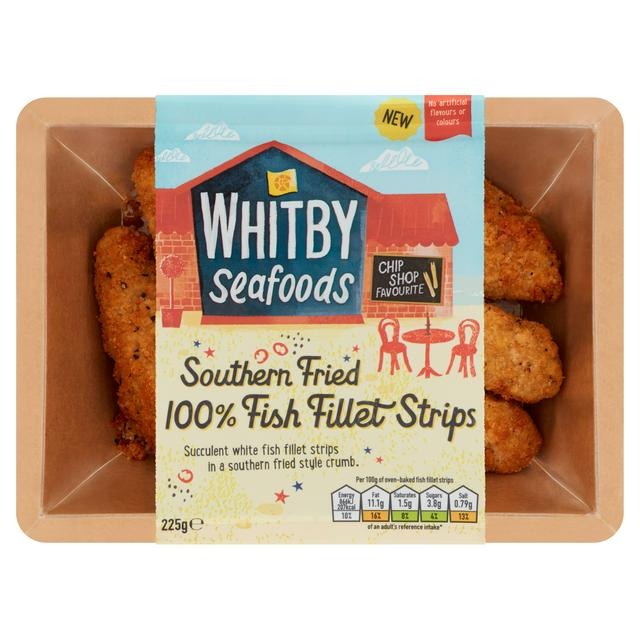 NEW
No artificial
flavours or
colours
WHITBY
seafoods
CHIP
SHOP
FAVOURITE
Southern Fried
100% Fish Fillet Strips
Succulent white fish fillet strips
in a southern fried style crumb.
Per 100g of oven-baked fish fillet strips
Energy Fat Saturates Sugars Salt
866kJ 11.1g 1.5g 3.8g 0.79g
207kcal
10% 16% 8% 4% 13%
of an adult's reference intake*
225g℮